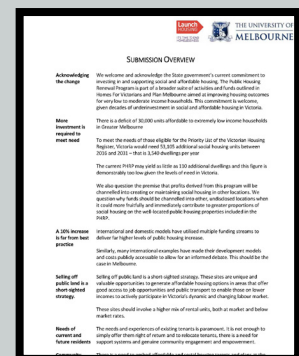 Launch
HOUSING
THE UNIVERSITY OF
MELBOURNE
SUBMISSION OVERVIEW
Acknowledging
the change
We welcome and acknowledge the State government's current commitment to
investing in and supporting social and affordable housing. The Public Housing
Renewal Program is part of a broader suite of activities and funds outlined in
Homes For Victorians and Plan Melbourne aimed at improving housing outcomes
for very low to moderate income households. This commitment is welcome,
given decades of underinvestment in social and affordable housing in Victoria.
More
investment is
required to
meet need
There is a deficit of 30,000 units affordable to extremely low income households
in Greater Melbourne
To meet the needs of those eligible for the Priority List of the Victorian Housing
Register, Victoria would need 53,105 additional social housing units between
2016 and 2031 – that is 3,540 dwellings per year
The current PHRP may yield as little as 110 additional dwellings and this figure is
demonstrably too low given the levels of need in Victoria.
We also question the premise that profits derived from this program will be
channelled into creating or maintaining social housing in other locations. We
question why funds should be channelled into other, undisclosed locations when
it could more fruitfully and immediately contribute to greater proportions of
social housing on the well-located public housing properties included in the
PHRP.
A 10% increase
is far from best
practice
International and domestic models have utilised multiple funding streams to
deliver far higher levels of public housing increase.
Similarly, many international examples have made their development models
and costs publically accessible to allow for an informed debate. This should be the
case in Melbourne.
Selling off
public land is a
short-sighted
strategy.
Selling off public land is a short-sighted strategy. These sites are unique and
valuable opportunities to generate affordable housing options in areas that offer
good access to job opportunities and public transport to enable those on lower
incomes to actively participate in Victoria's dynamic and changing labour market.
These sites should involve a higher mix of rental units, both at market and below
market rates.
Needs of
current and
future residents
The needs and experiences of existing tenants is paramount. It is not enough to
simply offer them right of return and to relocate tenants, there is a need for
support systems and genuine community engagement and empowerment.